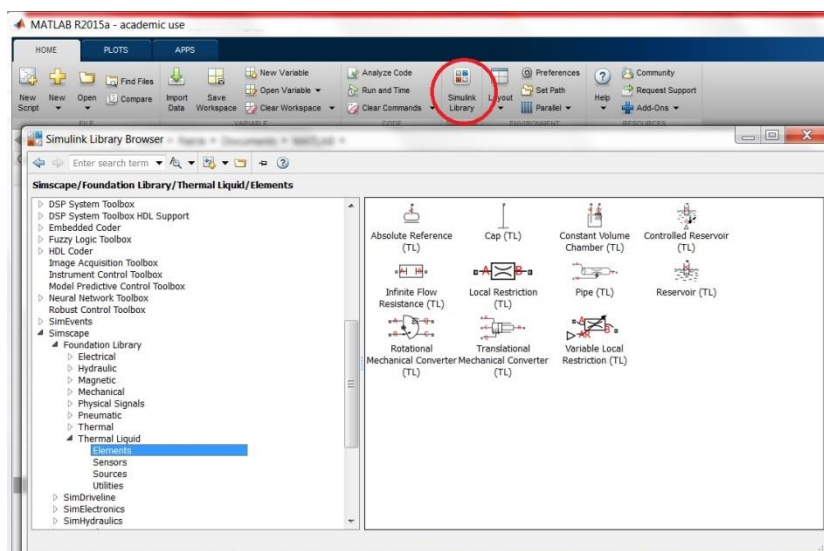 MATLAB R2015a - academic use
HOME PLOTS APPS
New Script
New
Open
Find Files
Compare
Import Data
Save Workspace
New Variable
Open Variable
Clear Workspace
Analyze Code
Run and Time
Clear Commands
Simulink Library
Layout
Preferences
Set Path
Parallel
Help
Community
Request Support
Add-Ons
FILE VARIABLE CODE ENVIRONMENT RESOURCES
Simulink Library Browser
Enter search term
Simscape/Foundation Library/Thermal Liquid/Elements
DSP System Toolbox
DSP System Toolbox HDL Support
Embedded Coder
Fuzzy Logic Toolbox
HDL Coder
Image Acquisition Toolbox
Instrument Control Toolbox
Model Predictive Control Toolbox
Neural Network Toolbox
Robust Control Toolbox
SimEvents
Simscape
Foundation Library
Electrical
Hydraulic
Magnetic
Mechanical
Physical Signals
Pneumatic
Thermal
Thermal Liquid
Elements
Sensors
Sources
Utilities
SimDriveline
SimElectronics
SimHydraulics
Absolute Reference
(TL)
Cap (TL)
Constant Volume
Chamber (TL)
Controlled Reservoir
(TL)
Infinite Flow
Resistance (TL)
Local Restriction
(TL)
Pipe (TL)
Reservoir (TL)
Rotational
Mechanical Converter
(TL)
Translational
Mechanical Converter
(TL)
Variable Local
Restriction (TL)